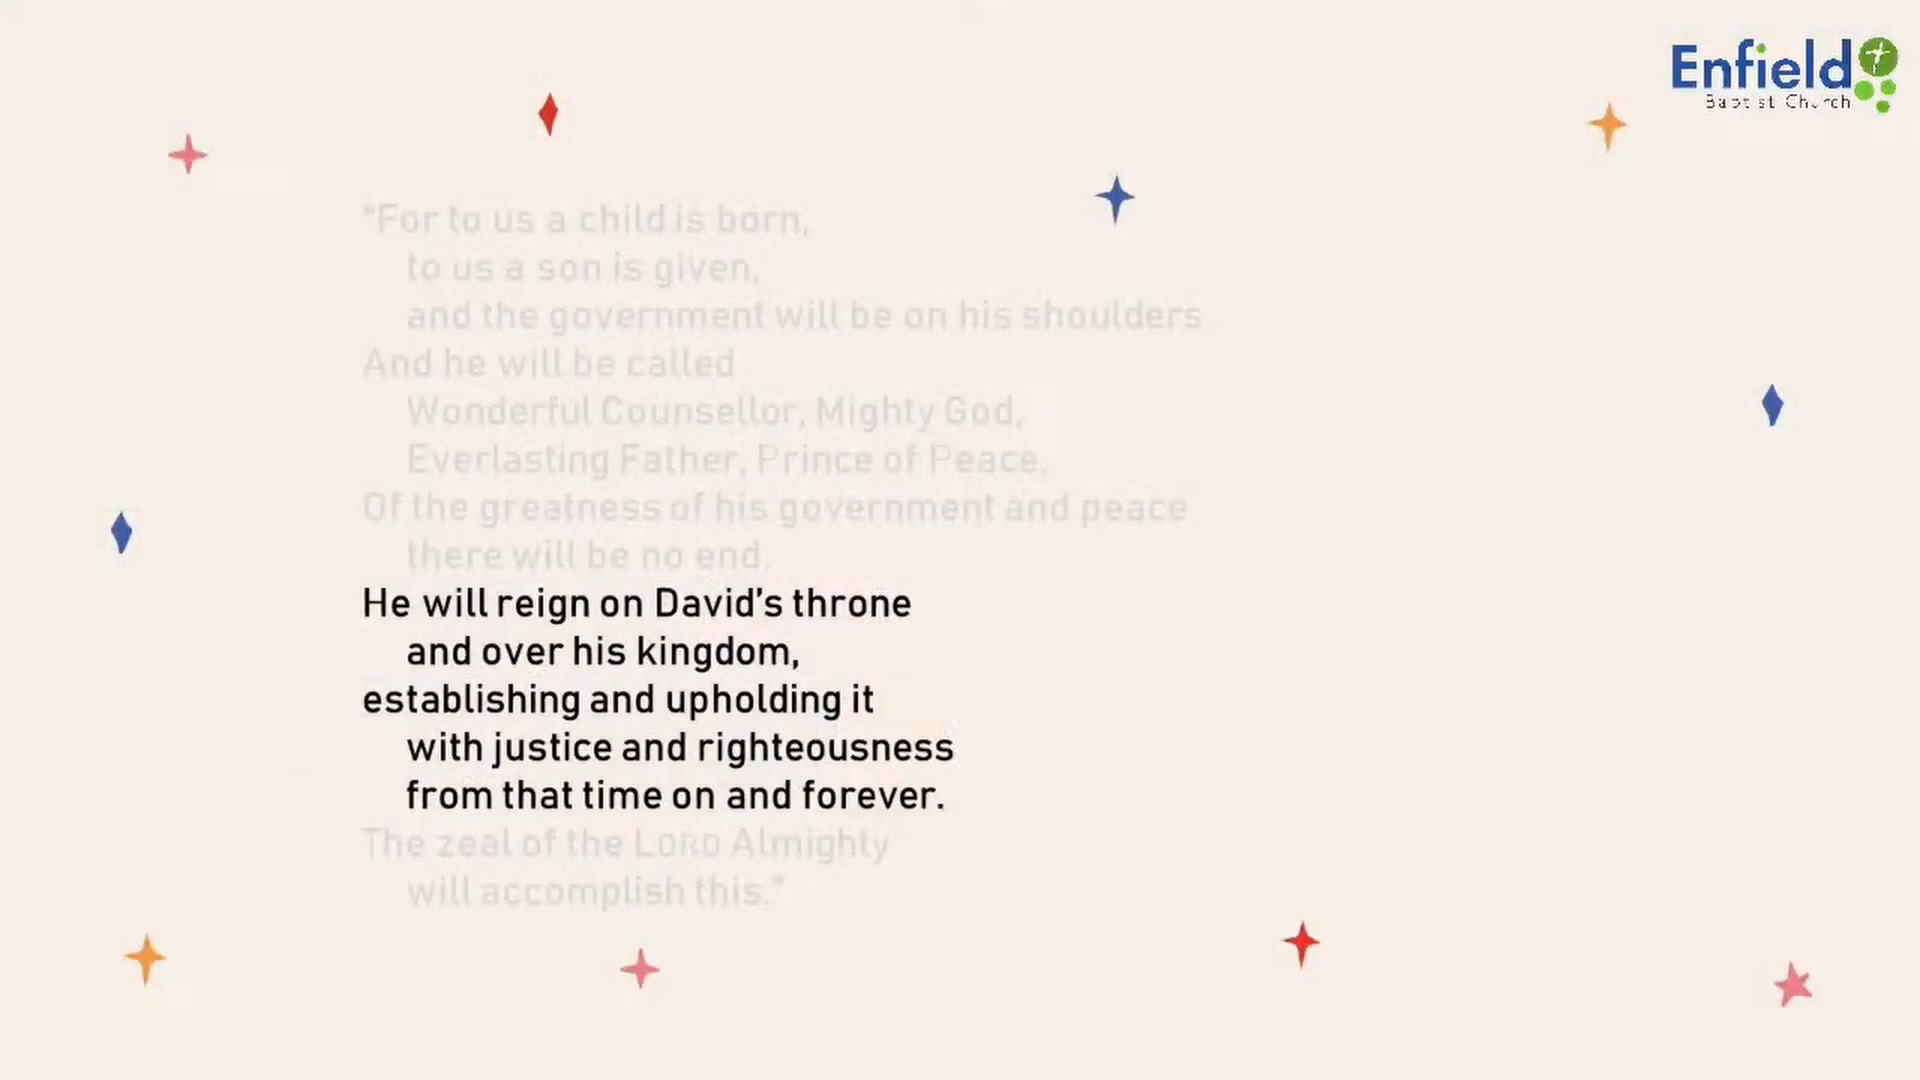 Enfield
Baptist Church
"For to us a child is born,
to us a son is given,
and the government will be on his shoulders.
And he will be called
Wonderful Counsellor, Mighty God,
Everlasting Father, Prince of Peace.
Of the greatness of his government and peace
there will be no end.
He will reign on David’s throne
and over his kingdom,
establishing and upholding it
with justice and righteousness
from that time on and forever.
The zeal of the LORD Almighty
will accomplish this."